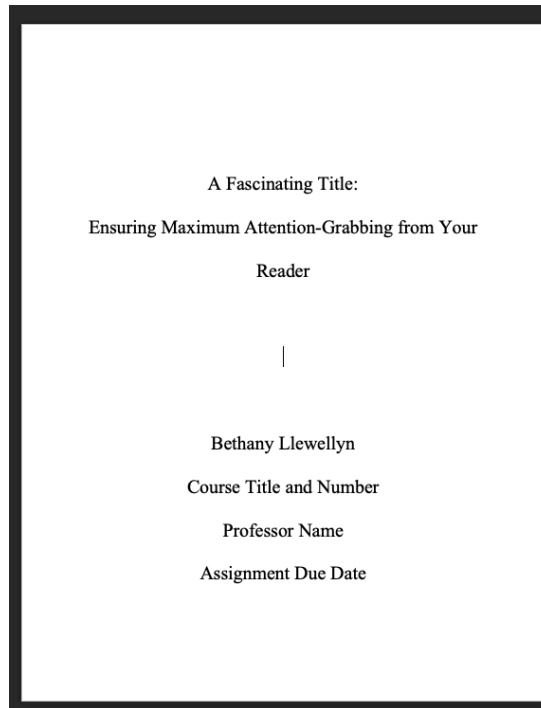 A Fascinating Title:
Ensuring Maximum Attention-Grabbing from Your
Reader
Bethany Llewellyn
Course Title and Number
Professor Name
Assignment Due Date